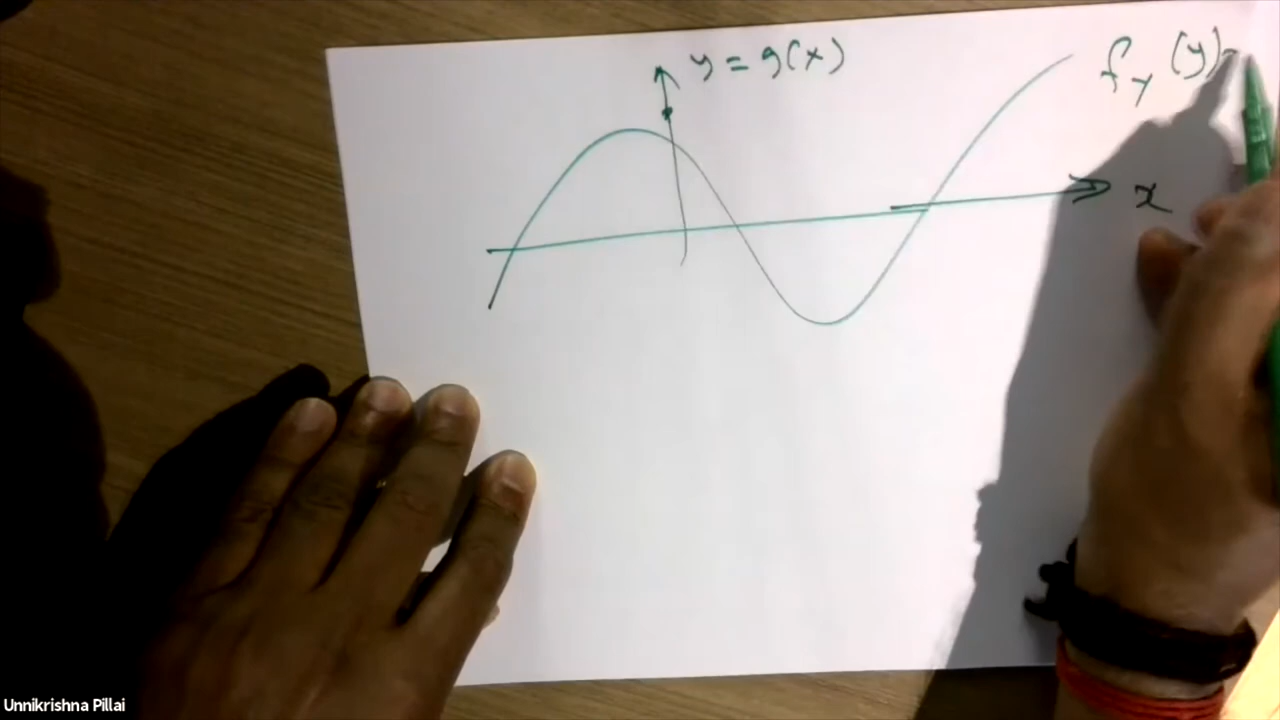 y = g(x)
f_Y (y) =
x
Unnikrishna Pillai